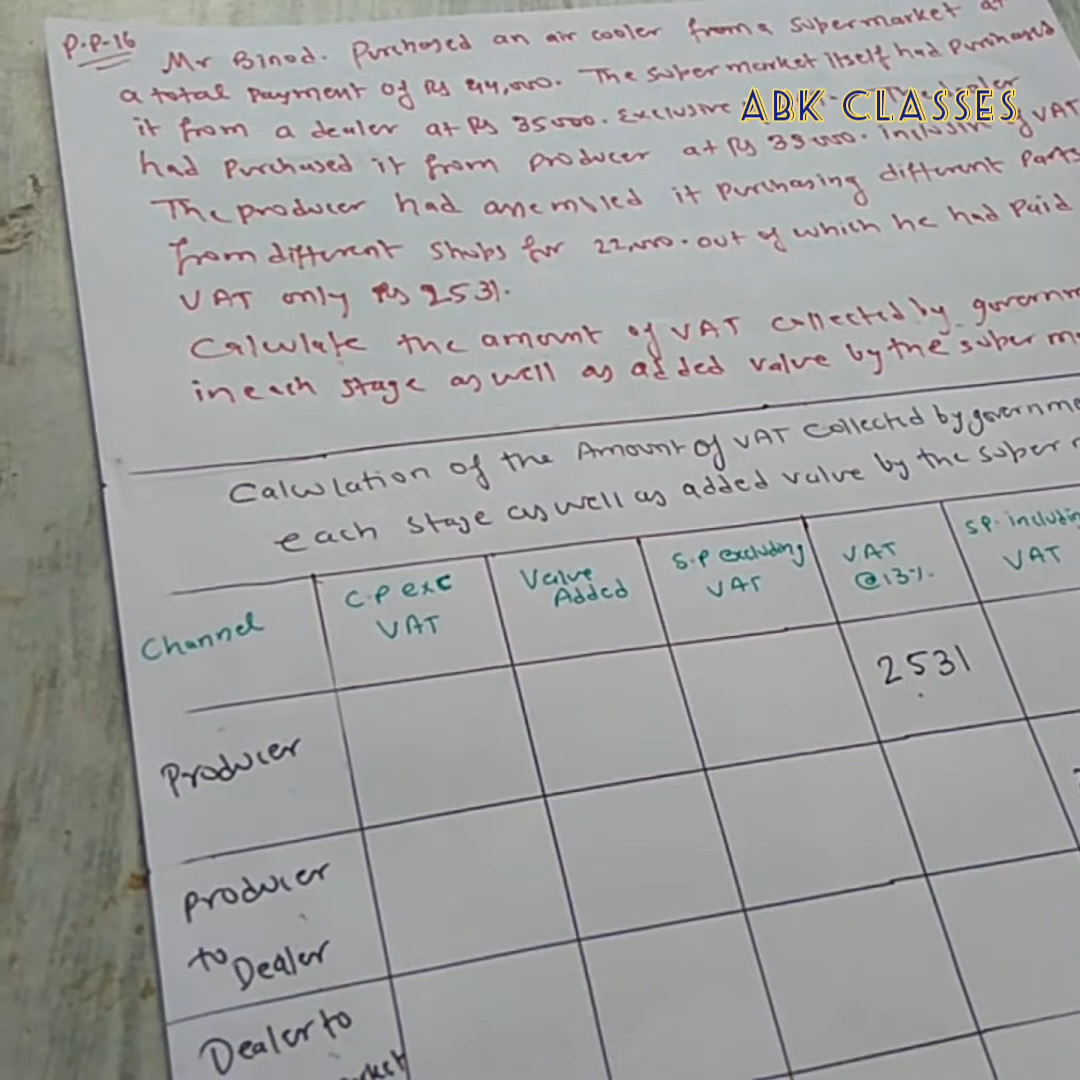 P.P-16
Mr Binod. Purchased an air cooler from a supermarket at
a total payment of Rs 44,000. The supermarket itself had Purchased
it from a dealer at Rs 35000. Exclusive
ABK CLASSES
had Purchased it from producer at Rs 33000. Inclusive of VAT
The producer had assembled it purchasing different Parts
from different shops for 22,000. out of which he had Paid
VAT only Rs 2531.
Calculate the amount of VAT collected by governm
in each stage as well as added value by the super m
Calculation of the Amount of VAT collected by governme
each stage as well as added value by the super
Channel
C.P exc VAT
Value Added
S.P excluding VAT
VAT @13%
S.P. including VAT
Producer
2531
Producer to Dealer
Dealer to